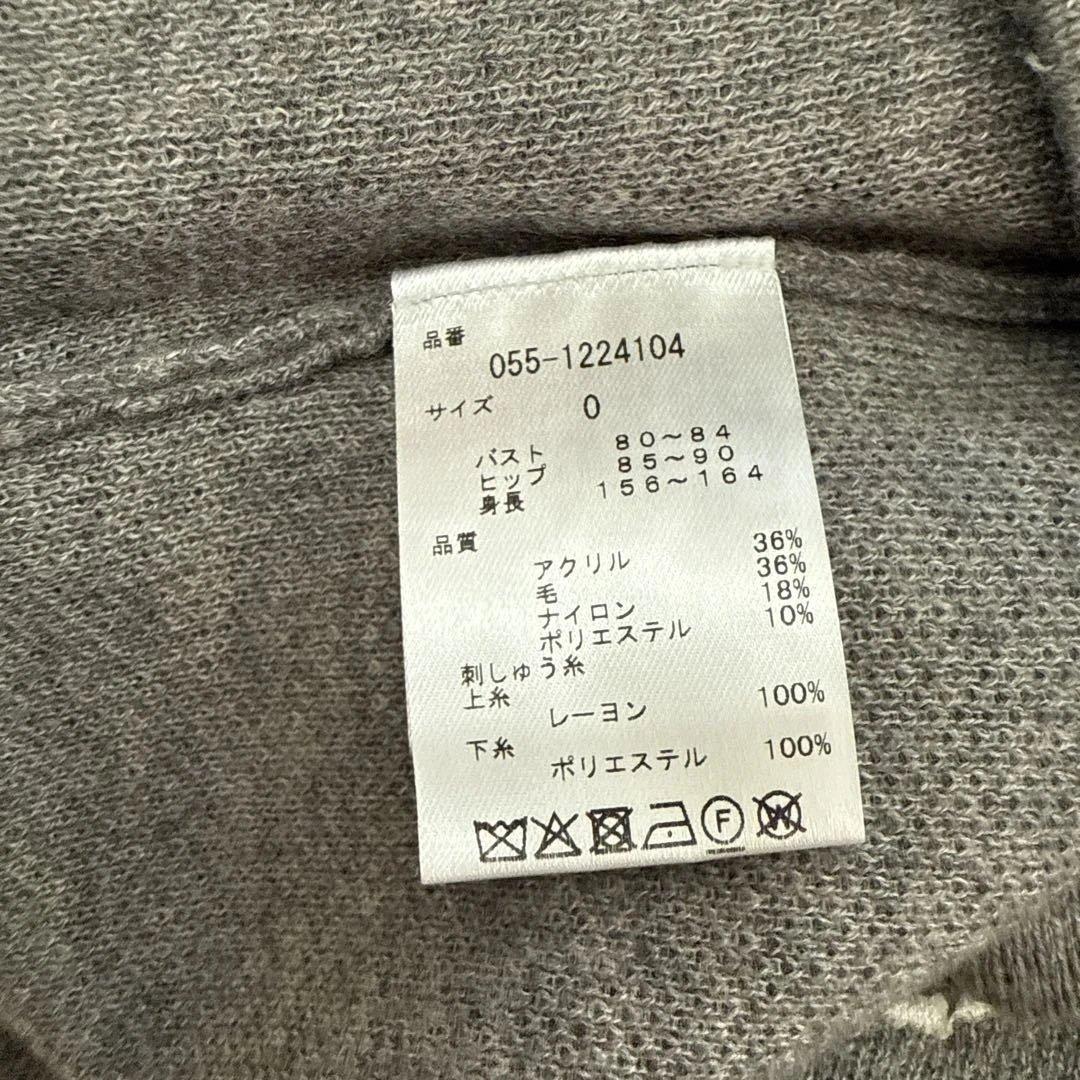 品番
055-1224104
サイズ 0
バスト 80～84
ヒップ 85～90
身長 156～164
品質
アクリル 36%
毛 36%
ナイロン 18%
ポリエステル 10%
刺しゅう糸
上糸
レーヨン 100%
下糸
ポリエステル 100%
F W